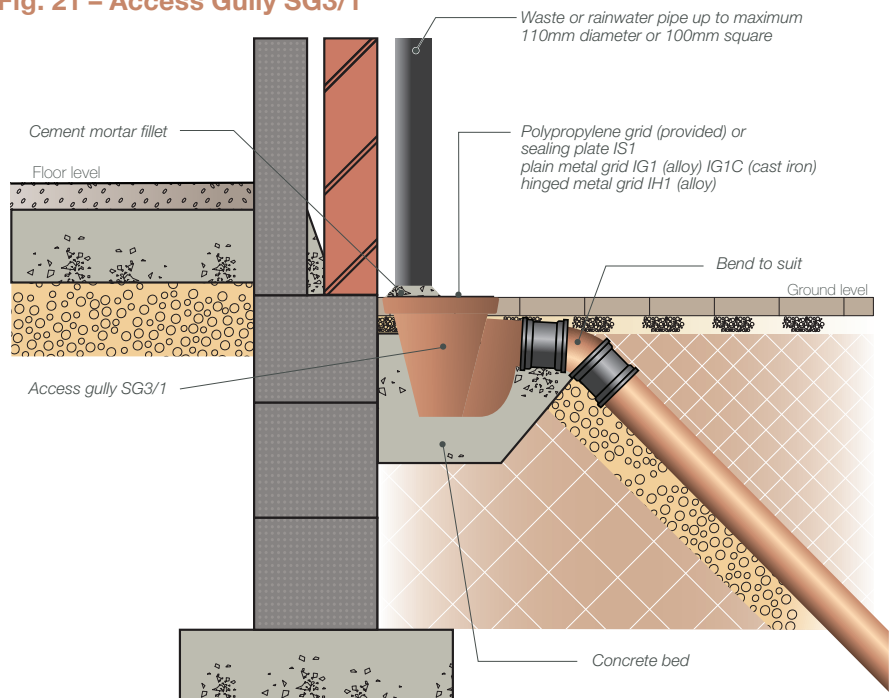 Fig. 21 – Access Gully SG3/1
Waste or rainwater pipe up to maximum
110mm diameter or 100mm square
Cement mortar fillet
Polypropylene grid (provided) or
sealing plate IS1
plain metal grid IG1 (alloy) IG1C (cast iron)
hinged metal grid IH1 (alloy)
Floor level
Bend to suit
Ground level
Access gully SG3/1
Concrete bed